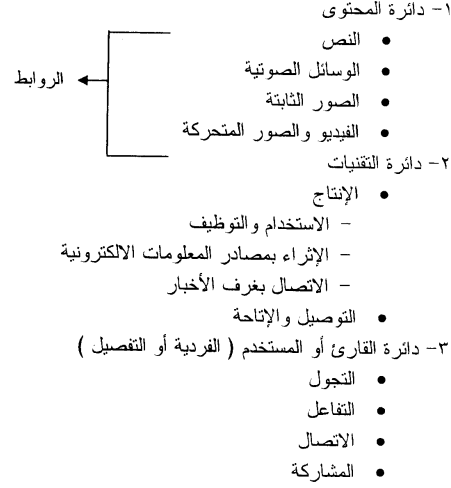 ١- دائرة المحتوى
• النص
• الوسائل الصوتية
الروابط
• الصور الثابتة
• الفيديو والصور المتحركة
٢- دائرة التقنيات
• الإنتاج
- الاستخدام والتوظيف
- الإثراء بمصادر المعلومات الالكترونية
- الاتصال بغرف الأخبار
• التوصيل والإتاحة
٣- دائرة القارئ أو المستخدم ( الفردية أو التفصيل )
• التجول
• التفاعل
• الاتصال
• المشاركة